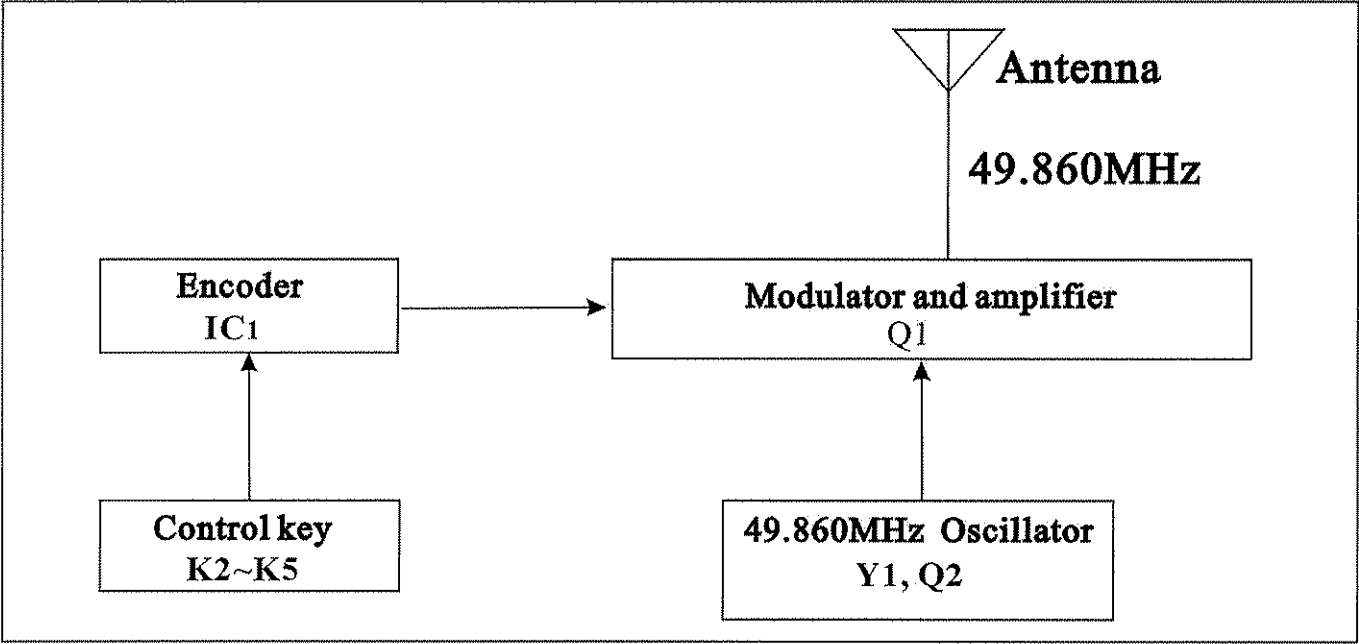 Antenna
49.860MHz
Encoder
IC1
Modulator and amplifier
Q1
Control key
K2~K5
49.860MHz Oscillator
Y1, Q2